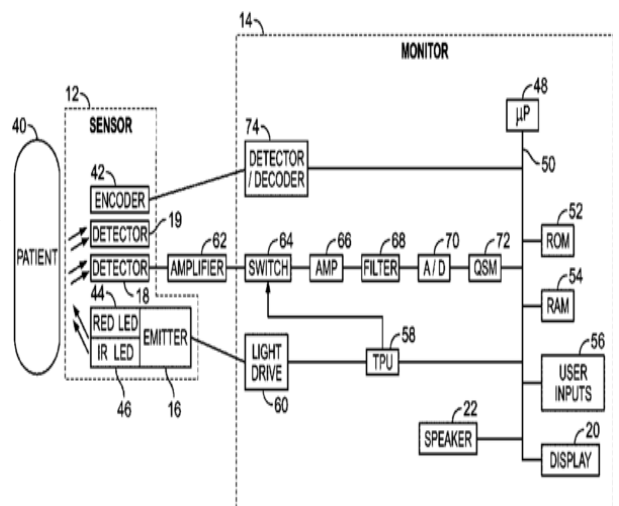 14
MONITOR
12
SENSOR
40
PATIENT
48
μP
50
74
DETECTOR
/ DECODER
42
ENCODER
19
DETECTOR
52
ROM
62
AMPLIFIER
64
SWITCH
66
AMP
68
FILTER
70
A / D
72
QSM
54
RAM
DETECTOR
18
44
RED LED
IR LED
EMITTER
46
16
LIGHT
DRIVE
60
58
TPU
56
USER
INPUTS
22
SPEAKER
20
DISPLAY